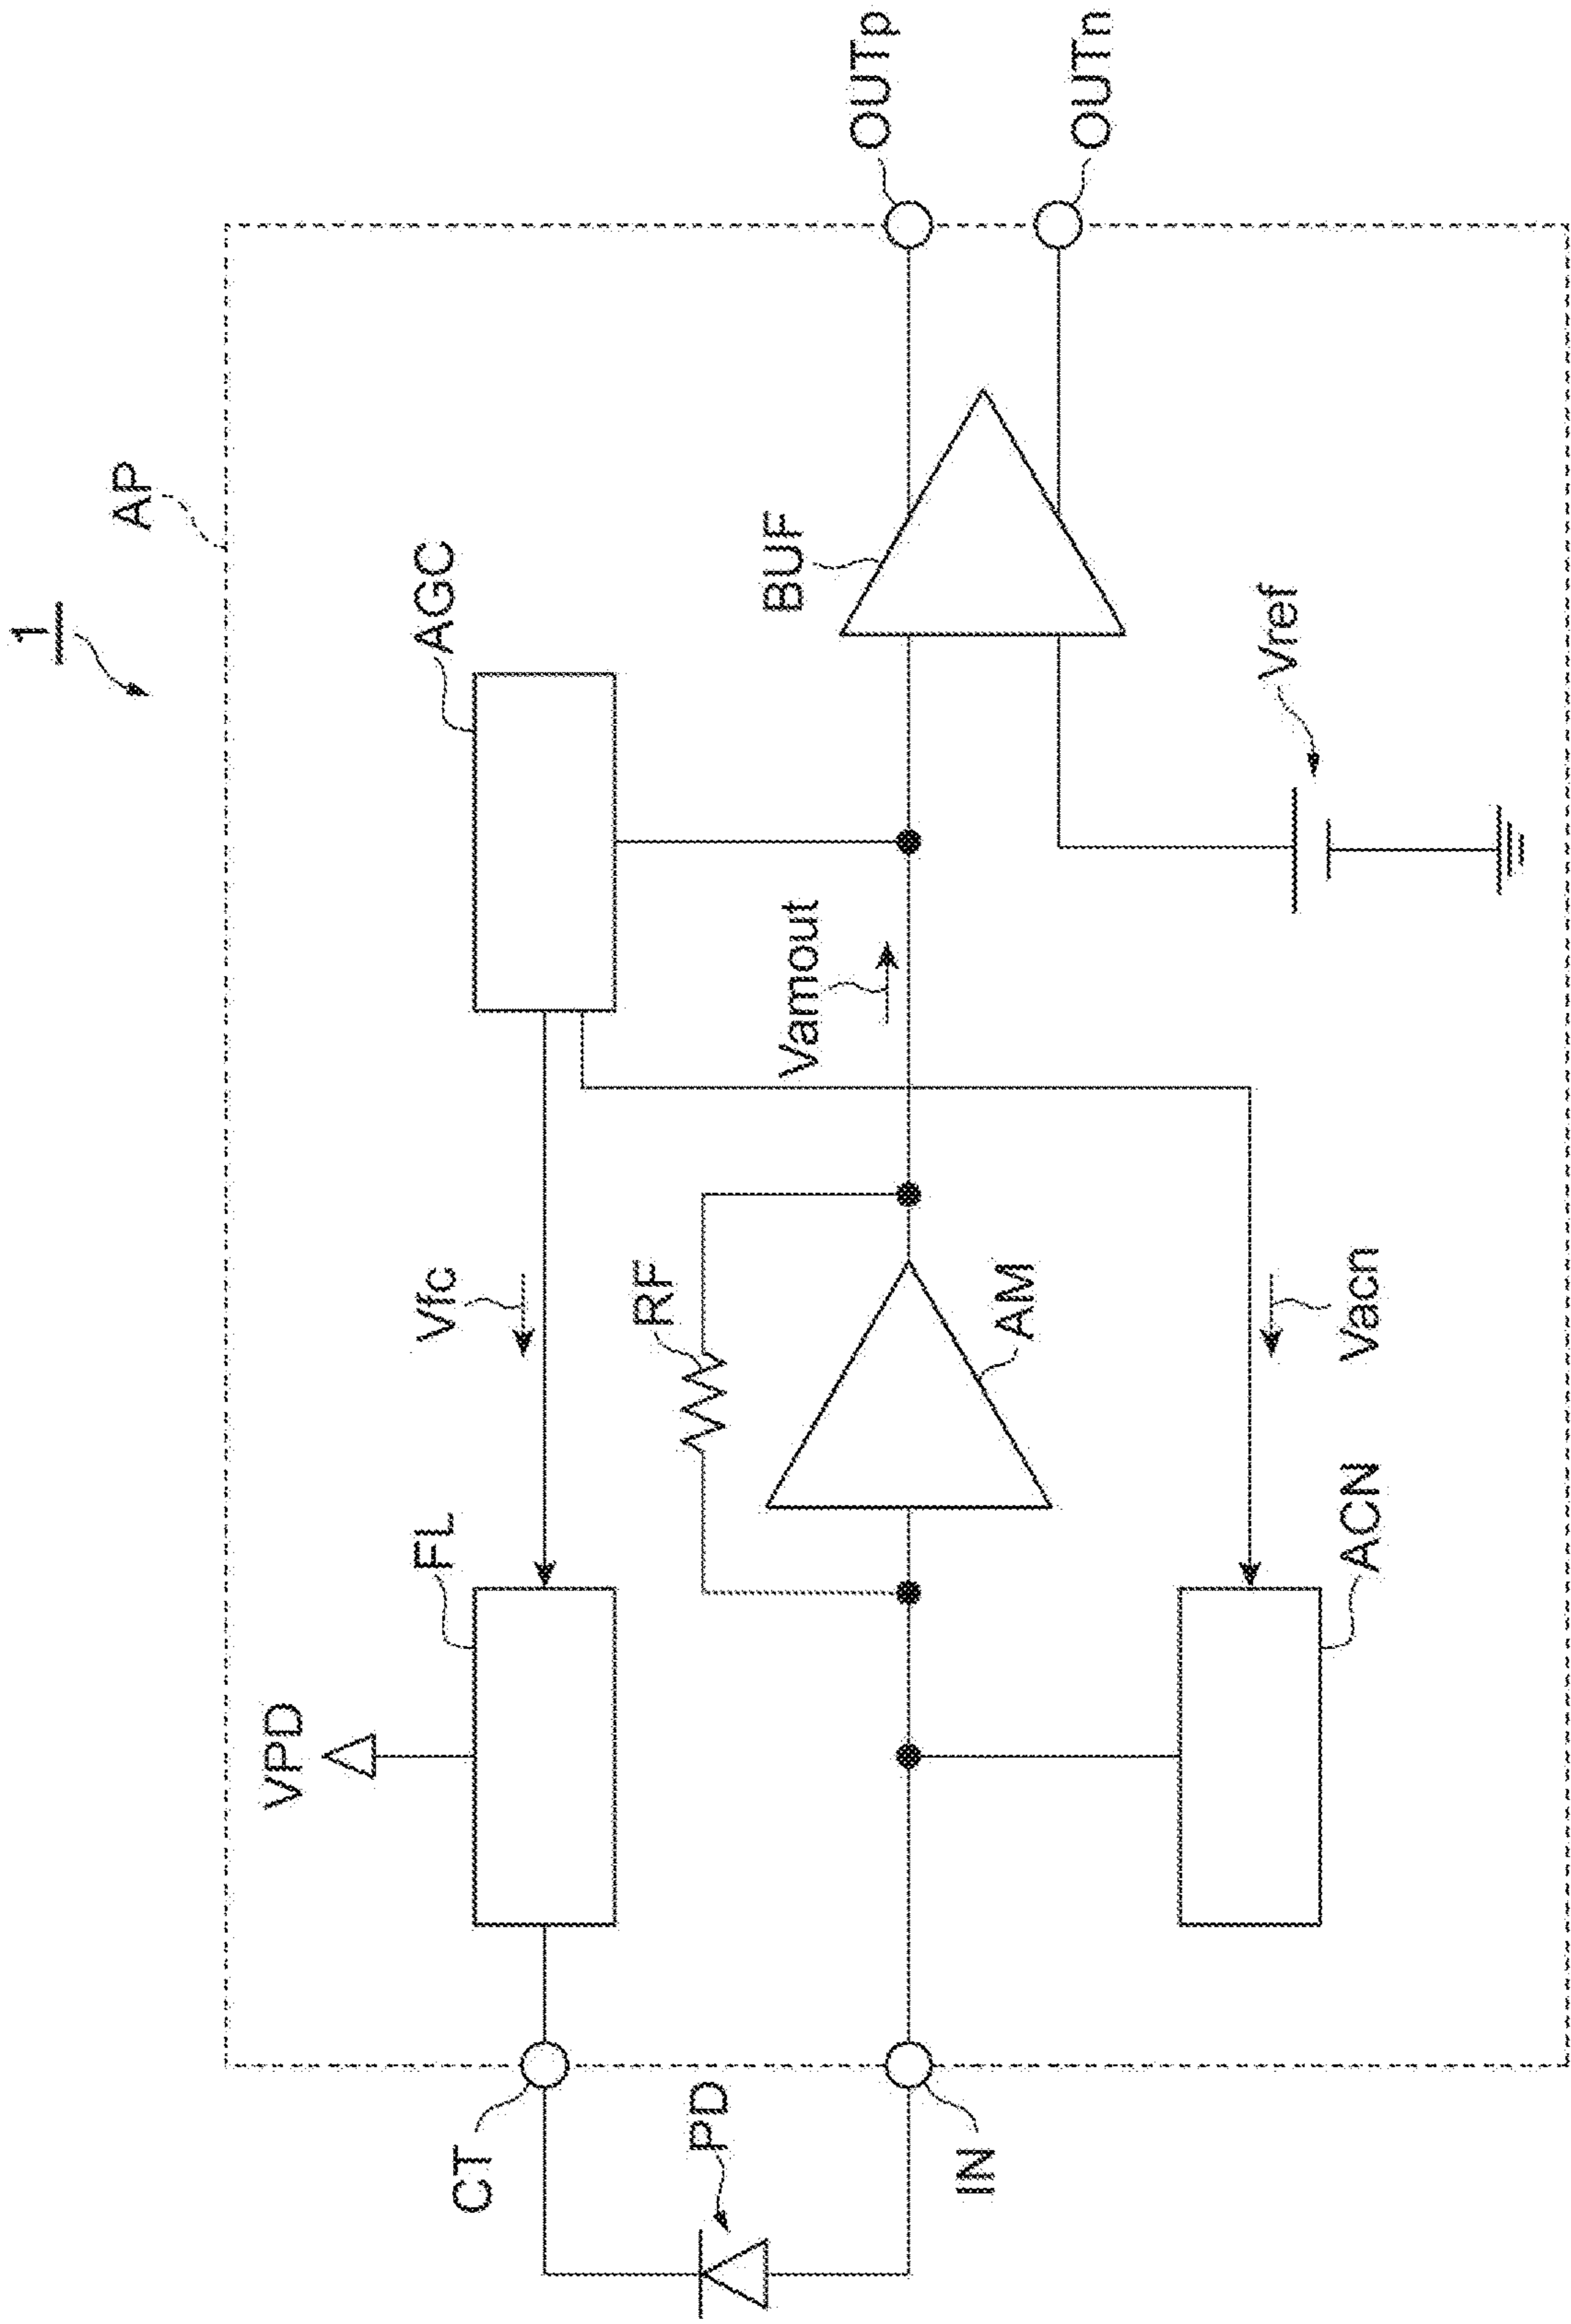 1
AP
VPD
FL
Vfc
AGC
CT
PD
RF
Vamout
BUF
OUTp
IN
AM
OUTn
ACN
Vacn
Vref